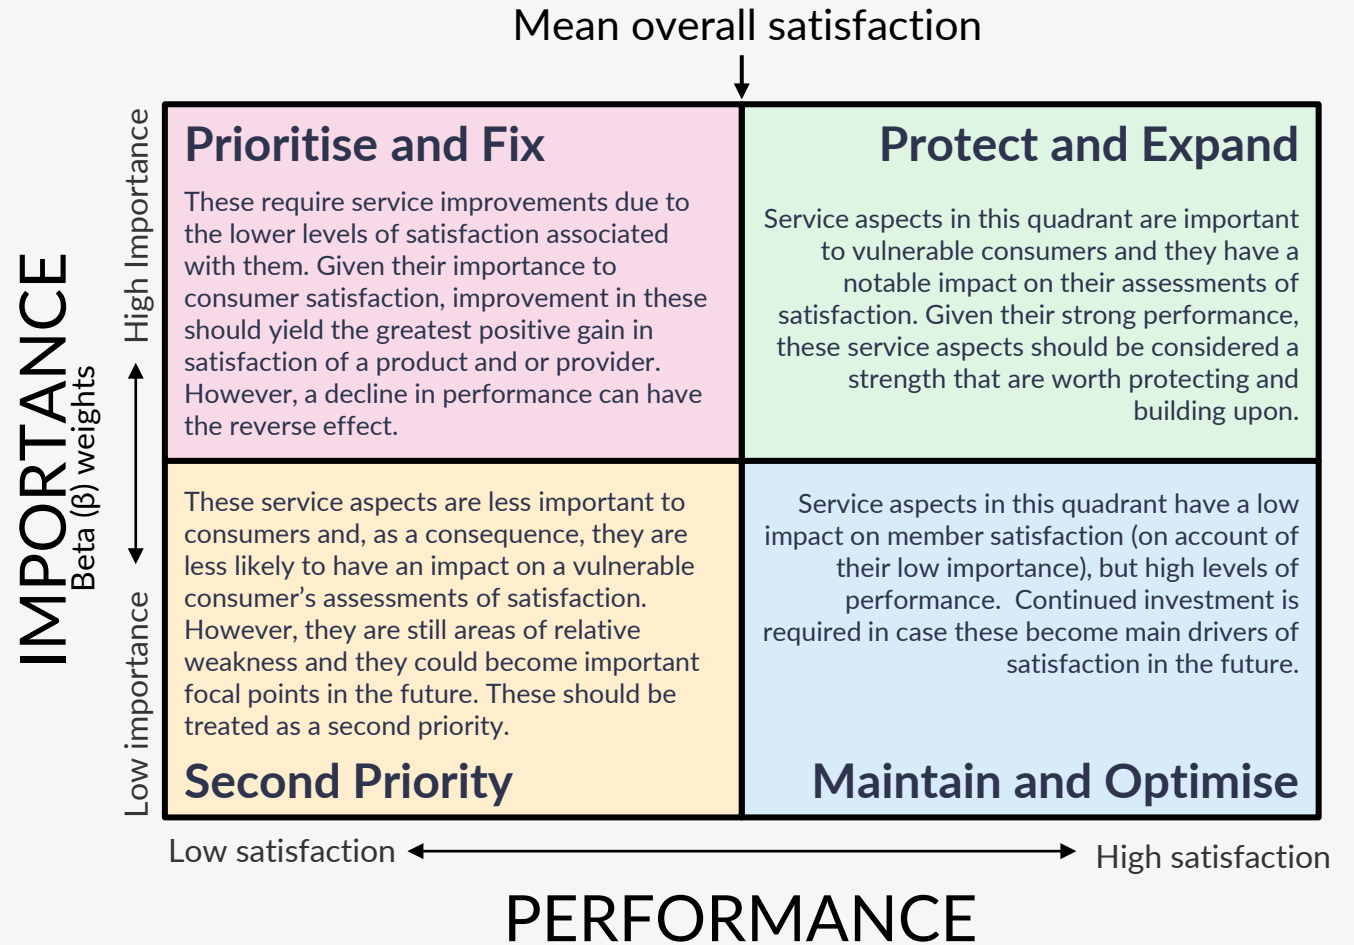 Mean overall satisfaction
Prioritise and Fix
These require service improvements due to
the lower levels of satisfaction associated
with them. Given their importance to
consumer satisfaction, improvement in these
should yield the greatest positive gain in
satisfaction of a product and or provider.
However, a decline in performance can have
the reverse effect.
Protect and Expand
Service aspects in this quadrant are important
to vulnerable consumers and they have a
notable impact on their assessments of
satisfaction. Given their strong performance,
these service aspects should be considered a
strength that are worth protecting and
building upon.
These service aspects are less important to
consumers and, as a consequence, they are
less likely to have an impact on a vulnerable
consumer’s assessments of satisfaction.
However, they are still areas of relative
weakness and they could become important
focal points in the future. These should be
treated as a second priority.
Second Priority
Service aspects in this quadrant have a low
impact on member satisfaction (on account of
their low importance), but high levels of
performance.  Continued investment is
required in case these become main drivers of
satisfaction in the future.
Maintain and Optimise
IMPORTANCE
Beta (β) weights
High Importance
Low importance
Low satisfaction
High satisfaction
PERFORMANCE